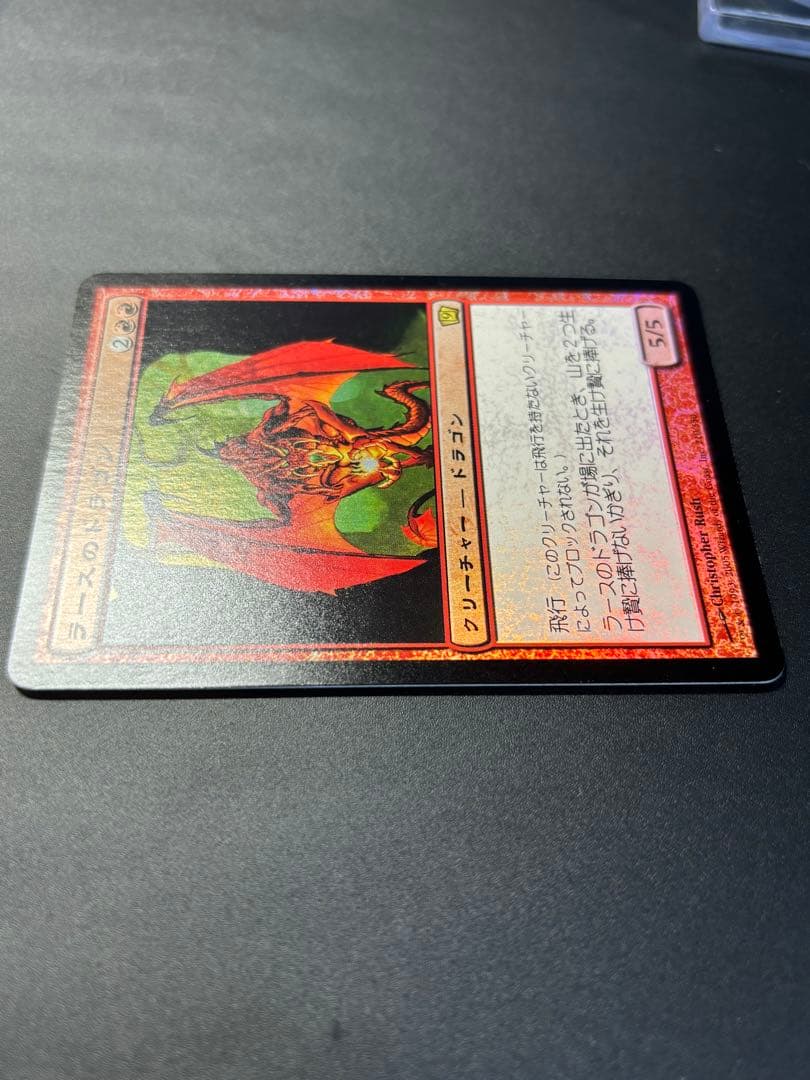 ラースのドラゴン 2
クリーチャー — ドラゴン 9
飛行 (このクリーチャーは飛行を持たないクリーチャー
によってブロックされない。)
ラースのドラゴンが場に出たとき、山を2つ生
け贄に捧げないかぎり、それを生け贄に捧げる。
5/5
Christopher Rush